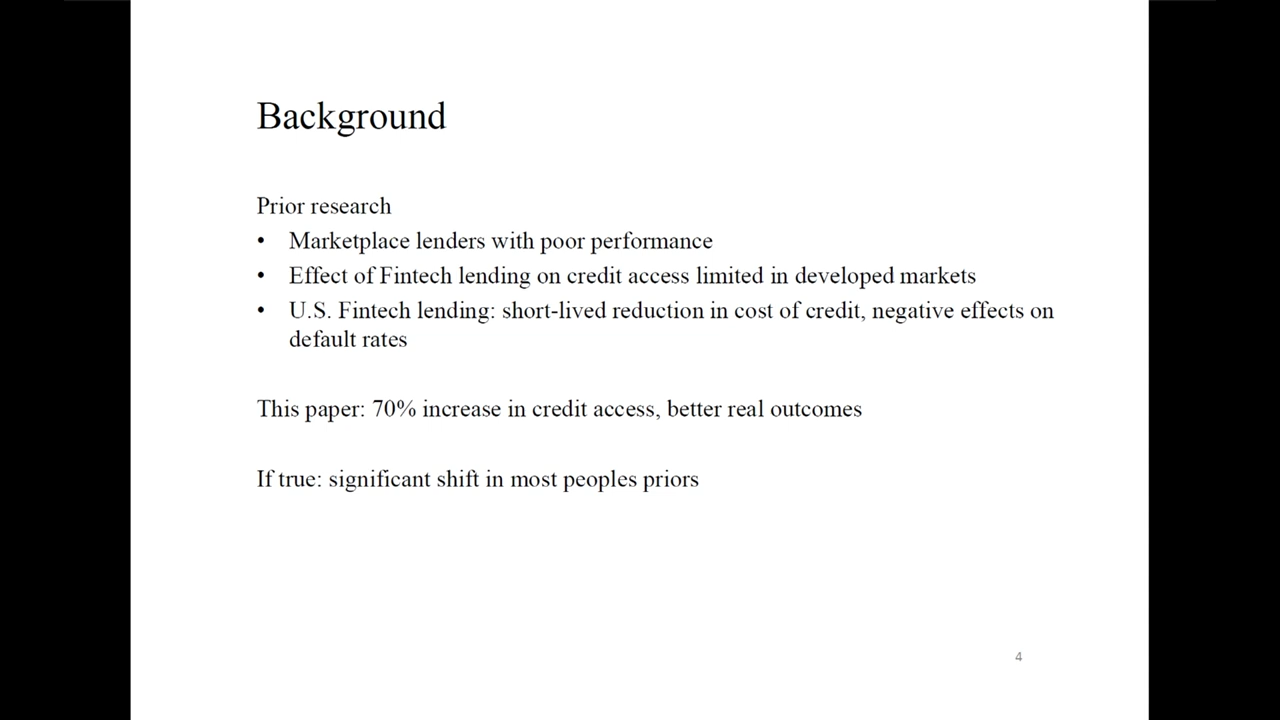 Background
Prior research
• Marketplace lenders with poor performance
• Effect of Fintech lending on credit access limited in developed markets
• U.S. Fintech lending: short-lived reduction in cost of credit, negative effects on
default rates
This paper: 70% increase in credit access, better real outcomes
If true: significant shift in most peoples priors
4